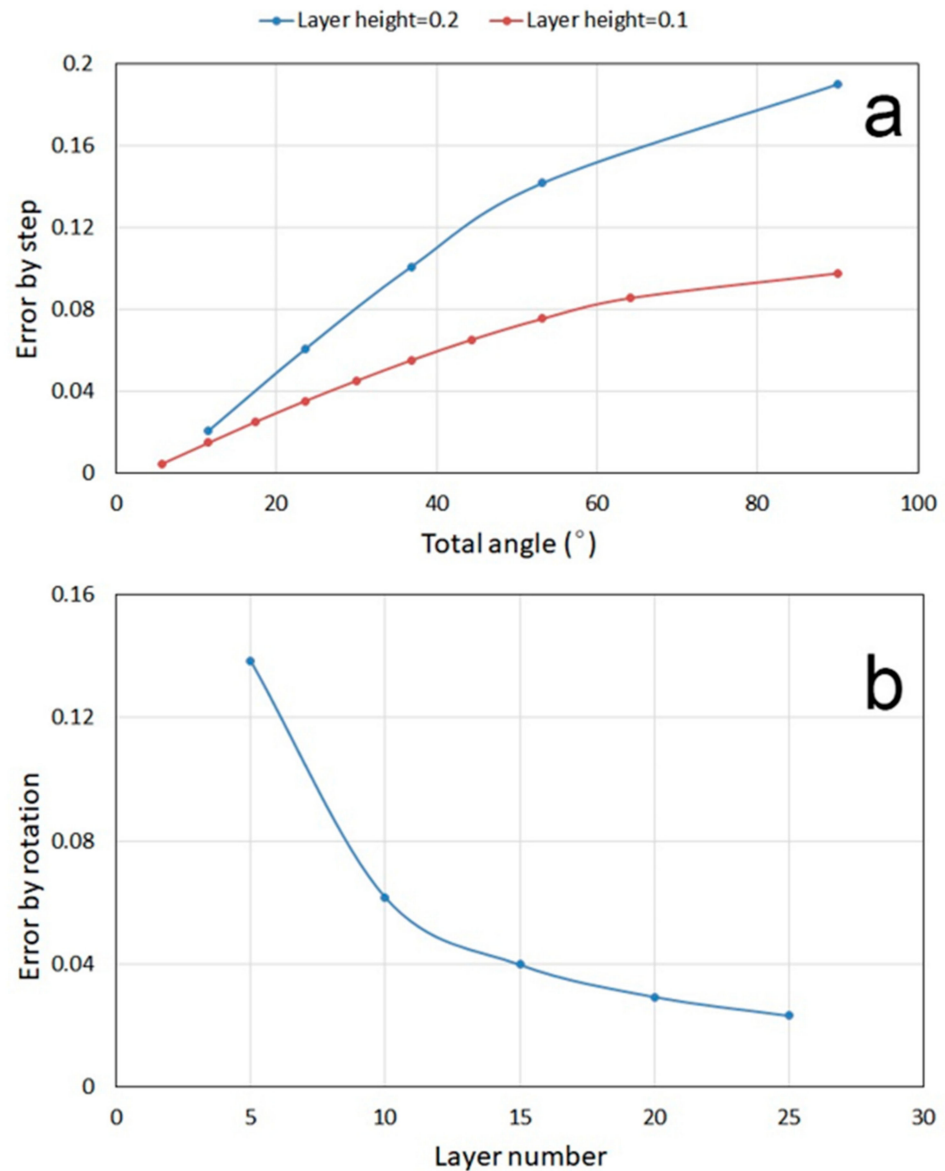 Layer height=0.2 Layer height=0.1
a
0.2
0.16
0.12
0.08
0.04
0
Error by step
0 20 40 60 80 100
Total angle (°)
b
0.16
0.12
0.08
0.04
0
Error by rotation
0 5 10 15 20 25 30
Layer number